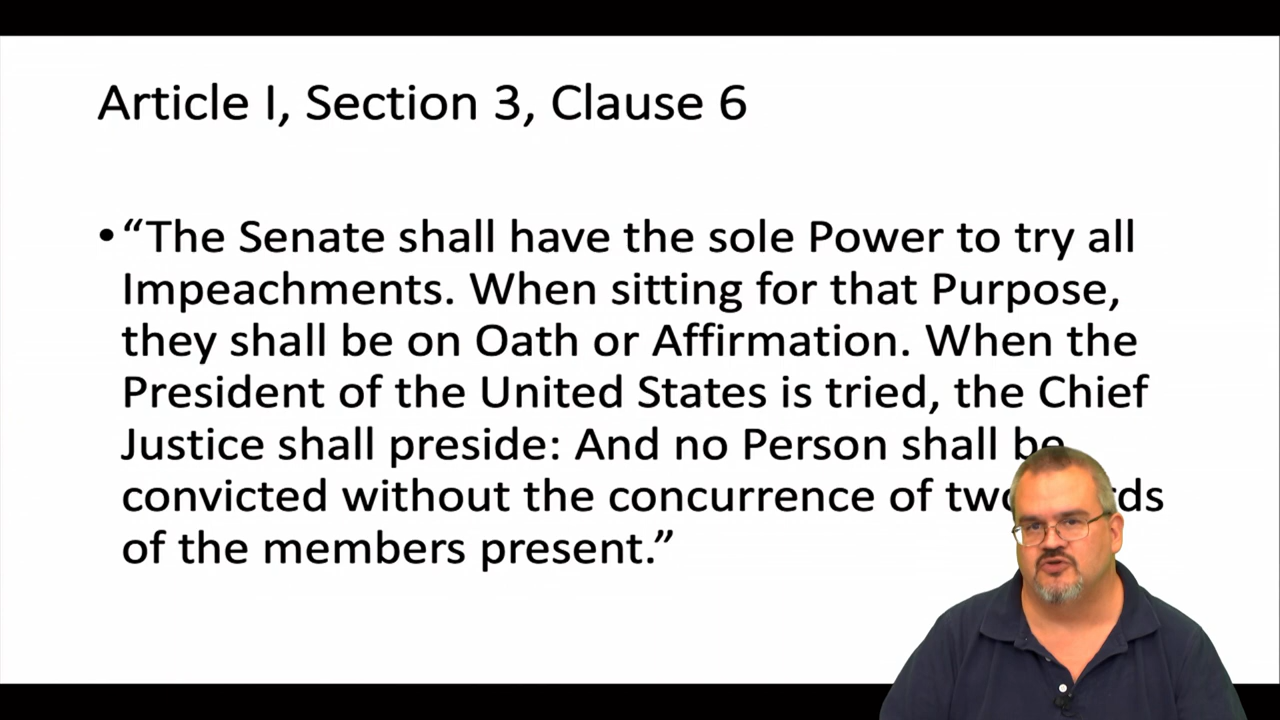 Article I, Section 3, Clause 6
• “The Senate shall have the sole Power to try all
Impeachments. When sitting for that Purpose,
they shall be on Oath or Affirmation. When the
President of the United States is tried, the Chief
Justice shall preside: And no Person shall be
convicted without the concurrence of
of the members present.”